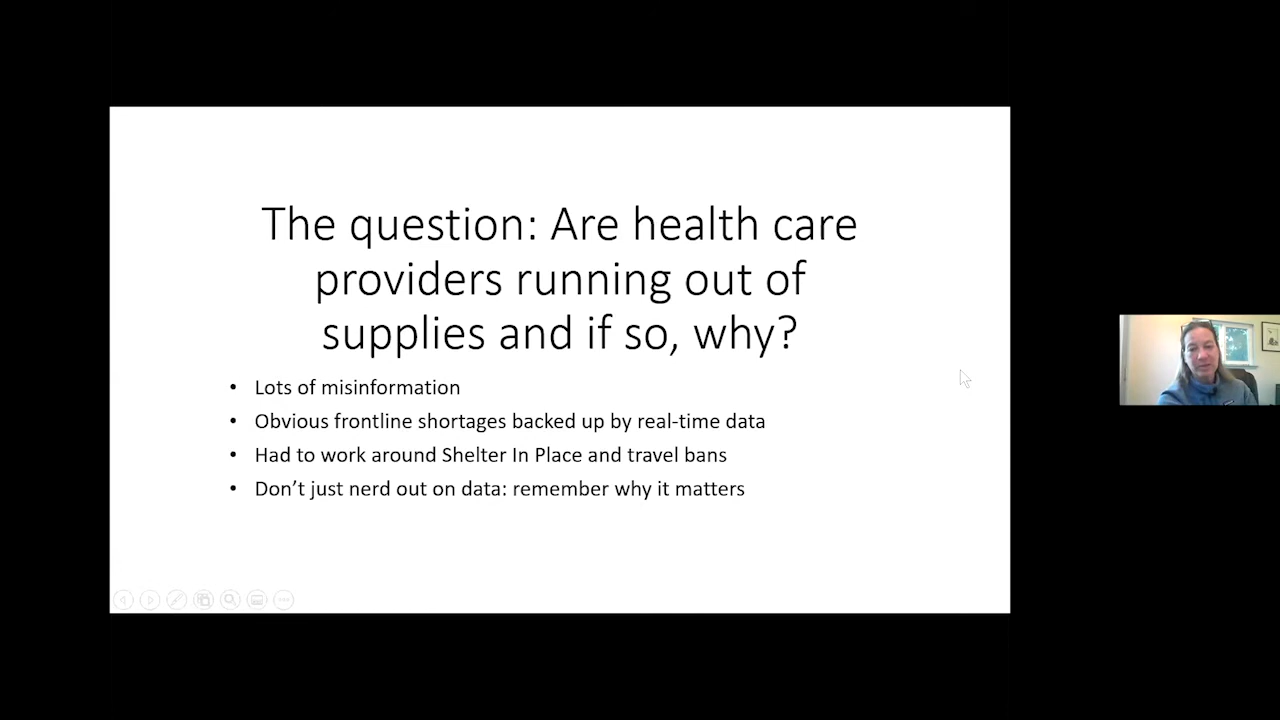 The question: Are health care
providers running out of
supplies and if so, why?
• Lots of misinformation
• Obvious frontline shortages backed up by real-time data
• Had to work around Shelter In Place and travel bans
• Don’t just nerd out on data: remember why it matters